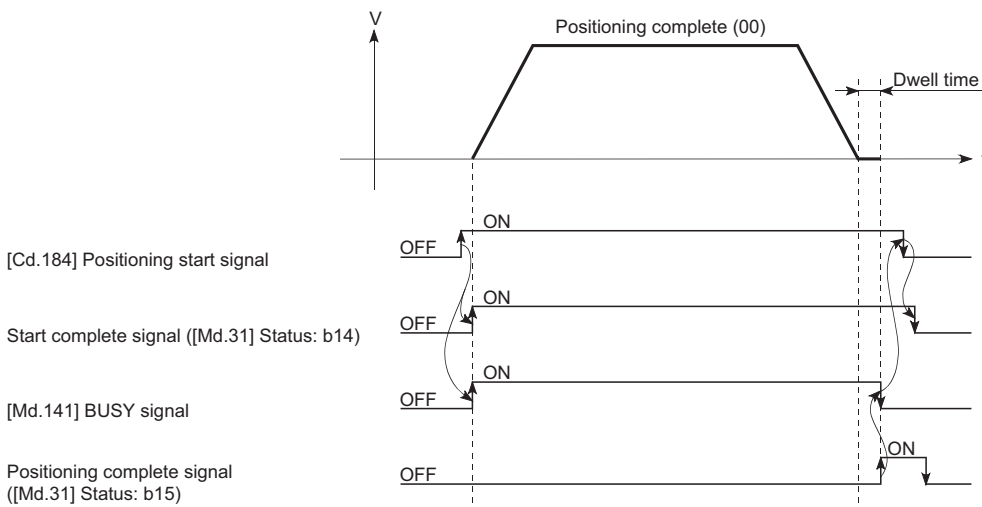 V
Positioning complete (00)
Dwell time
ON
OFF
[Cd.184] Positioning start signal
ON
OFF
Start complete signal ([Md.31] Status: b14)
ON
OFF
[Md.141] BUSY signal
ON
OFF
Positioning complete signal
([Md.31] Status: b15)